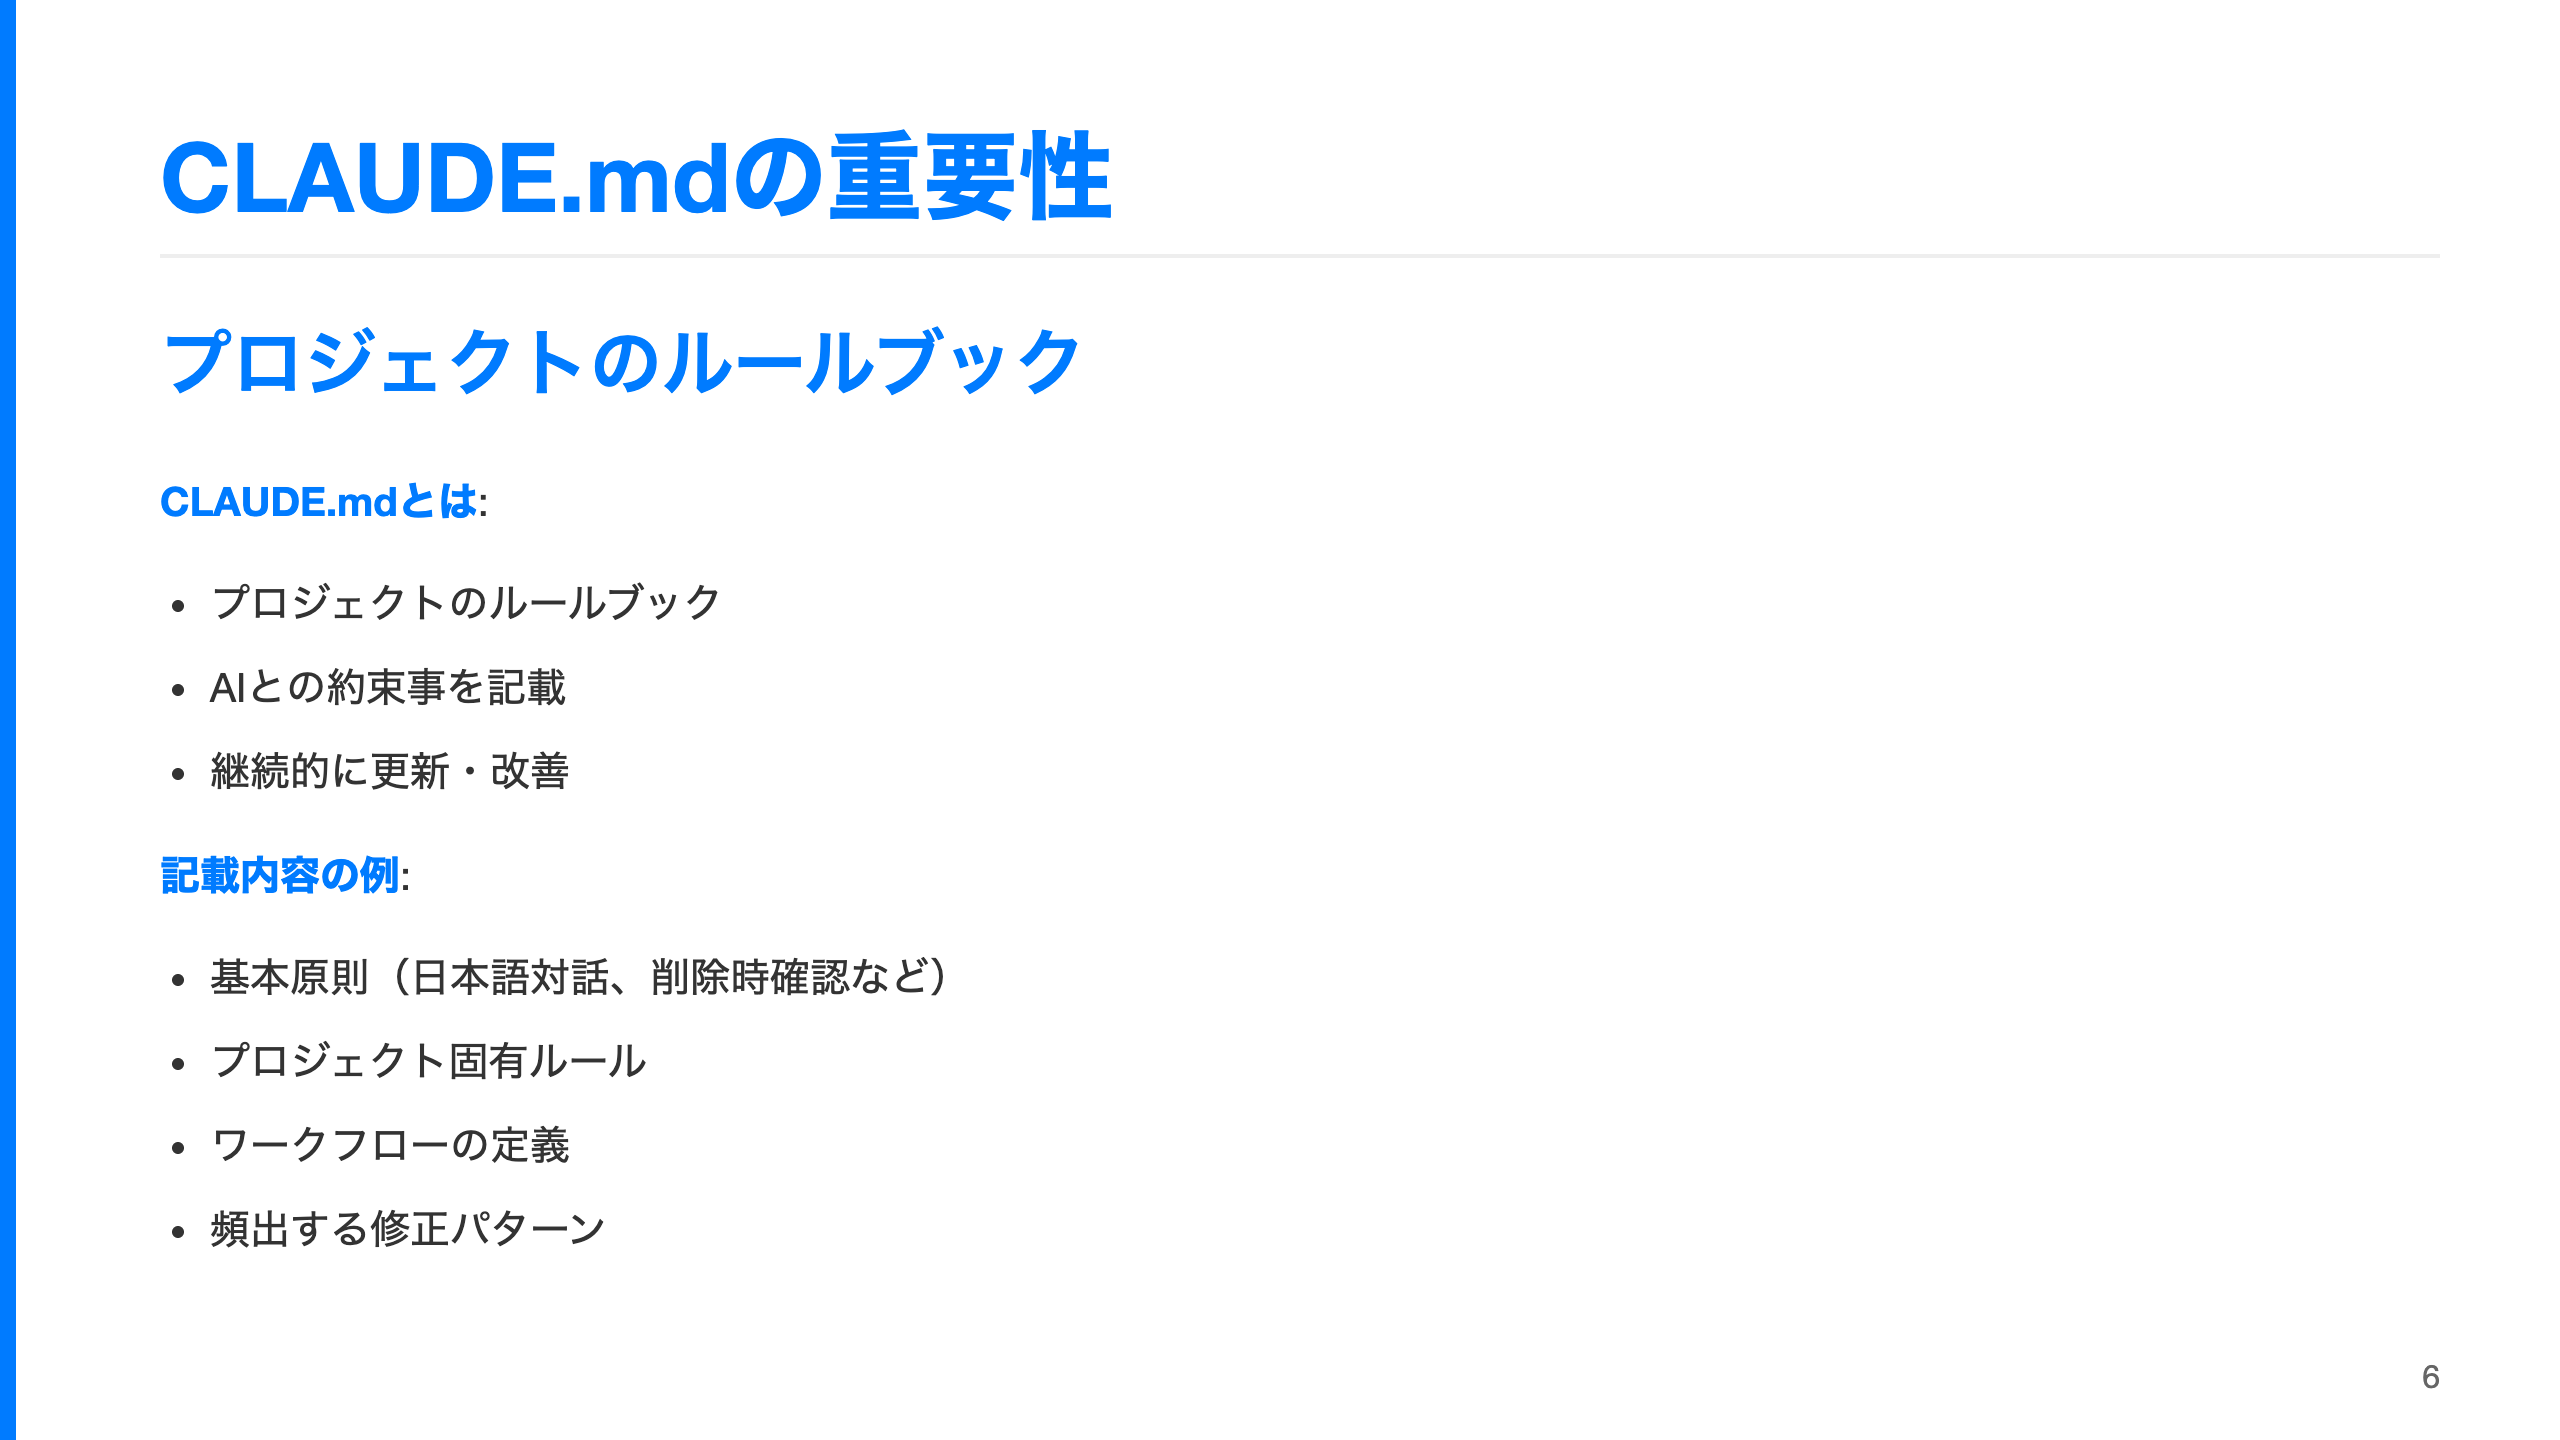 CLAUDE.mdの重要性
プロジェクトのルールブック
CLAUDE.mdとは:
• プロジェクトのルールブック
• AIとの約束事を記載
• 継続的に更新・改善
記載内容の例:
• 基本原則（日本語対話、削除時確認など）
• プロジェクト固有ルール
• ワークフローの定義
• 頻出する修正パターン
6